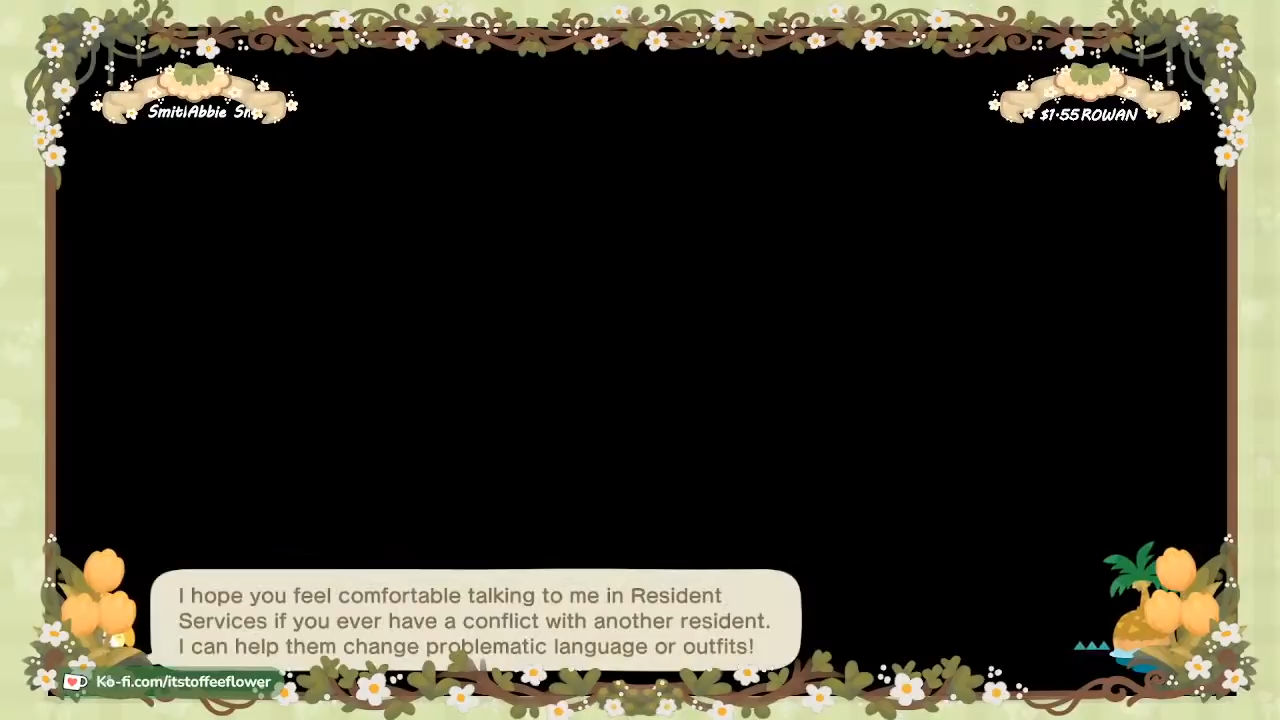 Abbie
$1.55 ROWAN
I hope you feel comfortable talking to me in Resident
Services if you ever have a conflict with another resident.
I can help them change problematic language or outfits!
Ko-fi.com/itstoffeeflower